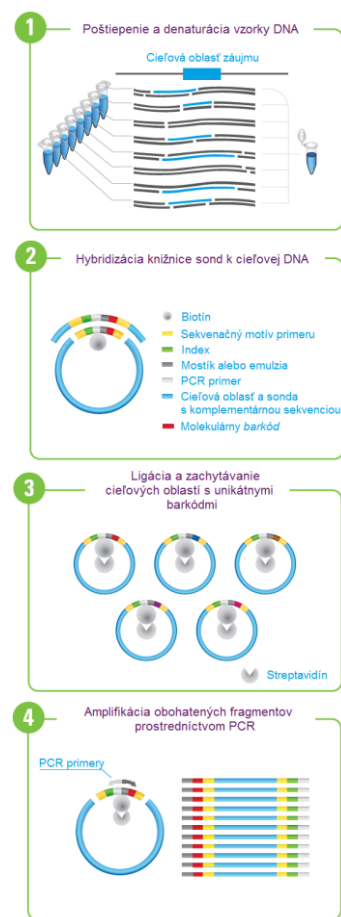 1
Poštiepenie a denaturácia vzorky DNA
Cieľová oblasť záujmu
2
Hybridizácia knižnice sond k cieľovej DNA
Biotín
Sekvenačný motív primeru
Index
Mostík alebo emulzia
PCR primer
Cieľová oblasť a sonda
s komplementárnou sekvenciou
Molekulárny barkód
3
Ligácia a zachytávanie
cieľových oblastí s unikátnymi
barkódmi
Streptavidín
4
Amplifikácia obohatených fragmentov
prostredníctvom PCR
PCR primery